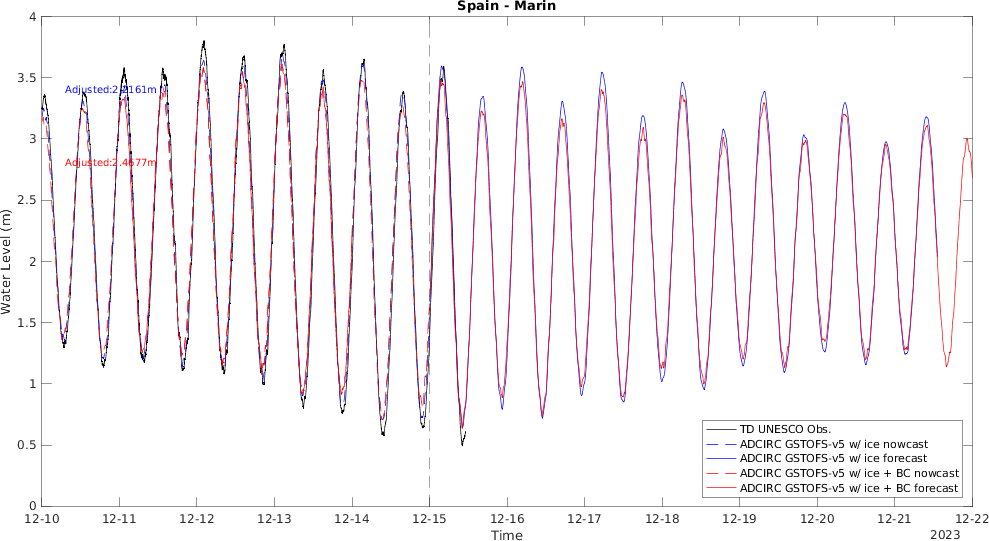 Spain - Marin
4
3.5
3
2.5
2
1.5
1
0.5
0
Water Level (m)
Adjusted:2.4677m
TD UNESCO Obs.
ADCIRC GSTOFS-v5 w/ ice nowcast
ADCIRC GSTOFS-v5 w/ ice forecast
ADCIRC GSTOFS-v5 w/ ice + BC nowcast
ADCIRC GSTOFS-v5 w/ ice + BC forecast
12-10 12-11 12-12 12-13 12-14 12-15 12-16 12-17 12-18 12-19 12-20 12-21 12-22
Time
2023